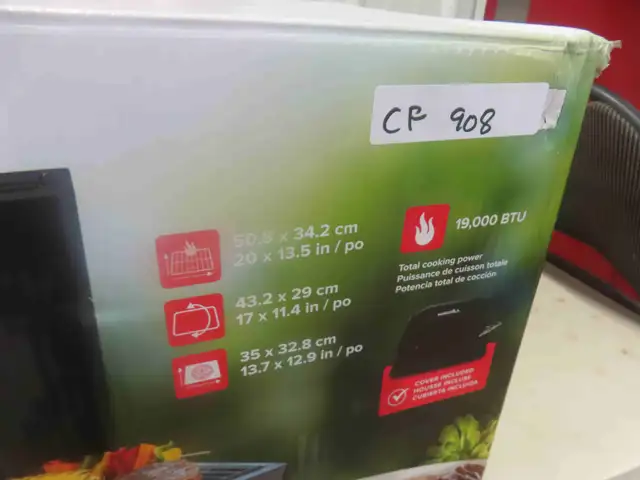 CF 908
50.8 x 34.2 cm
20 x 13.5 in / po
43.2 x 29 cm
17 x 11.4 in / po
35 x 32.8 cm
13.7 x 12.9 in / po
19,000 BTU
Total cooking power
Puissance de cuisson totale
Potencia total de cocción
COVER INCLUDED
HOUSSE INCLUSE
CUBIERTA INCLUIDA